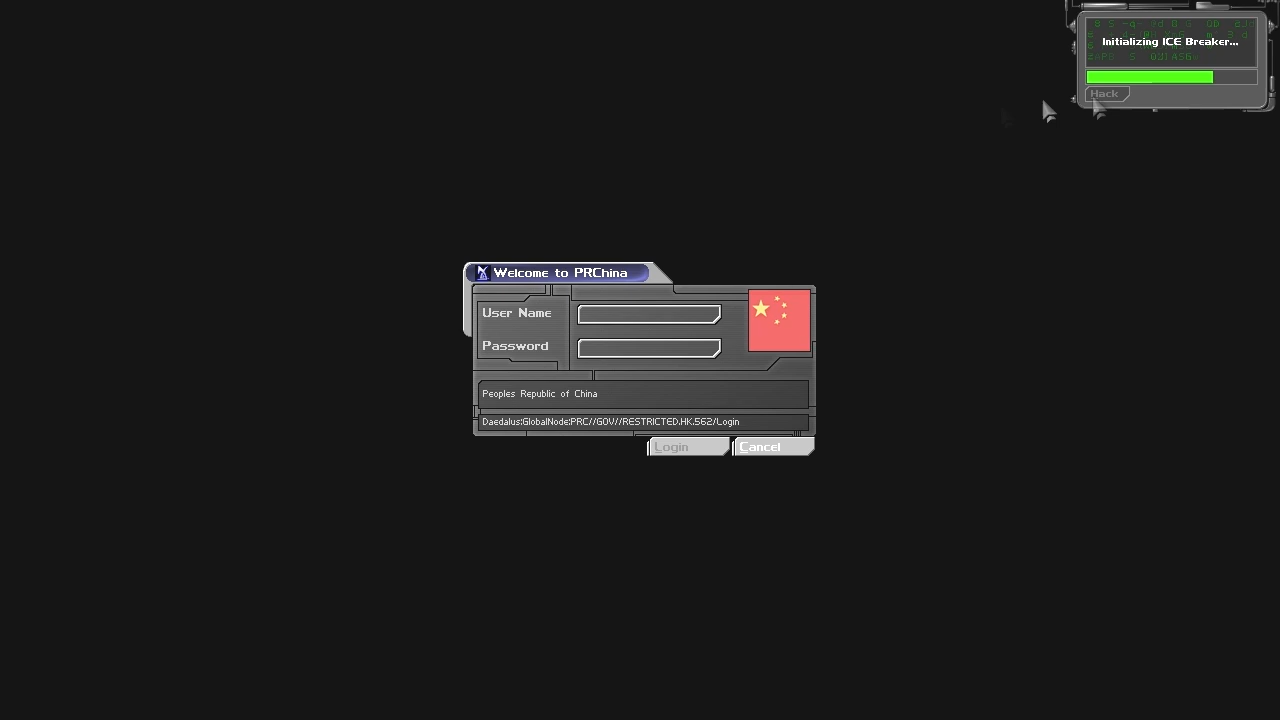 Initializing ICE Breaker...
Hack
Welcome to PRChina
User Name
Password
Peoples Republic of China
Daedalus:GlobalNode:PRC//GOV//RESTRICTED.HK.562/Login
Login
Cancel